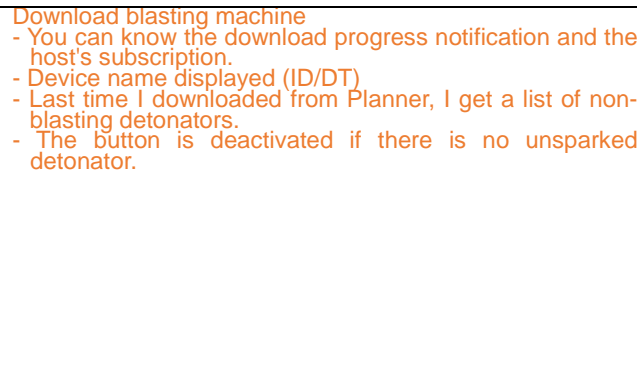 Download blasting machine
- You can know the download progress notification and the
host's subscription.
- Device name displayed (ID/DT)
- Last time I downloaded from Planner, I get a list of non-
blasting detonators.
- The button is deactivated if there is no unsparked
detonator.